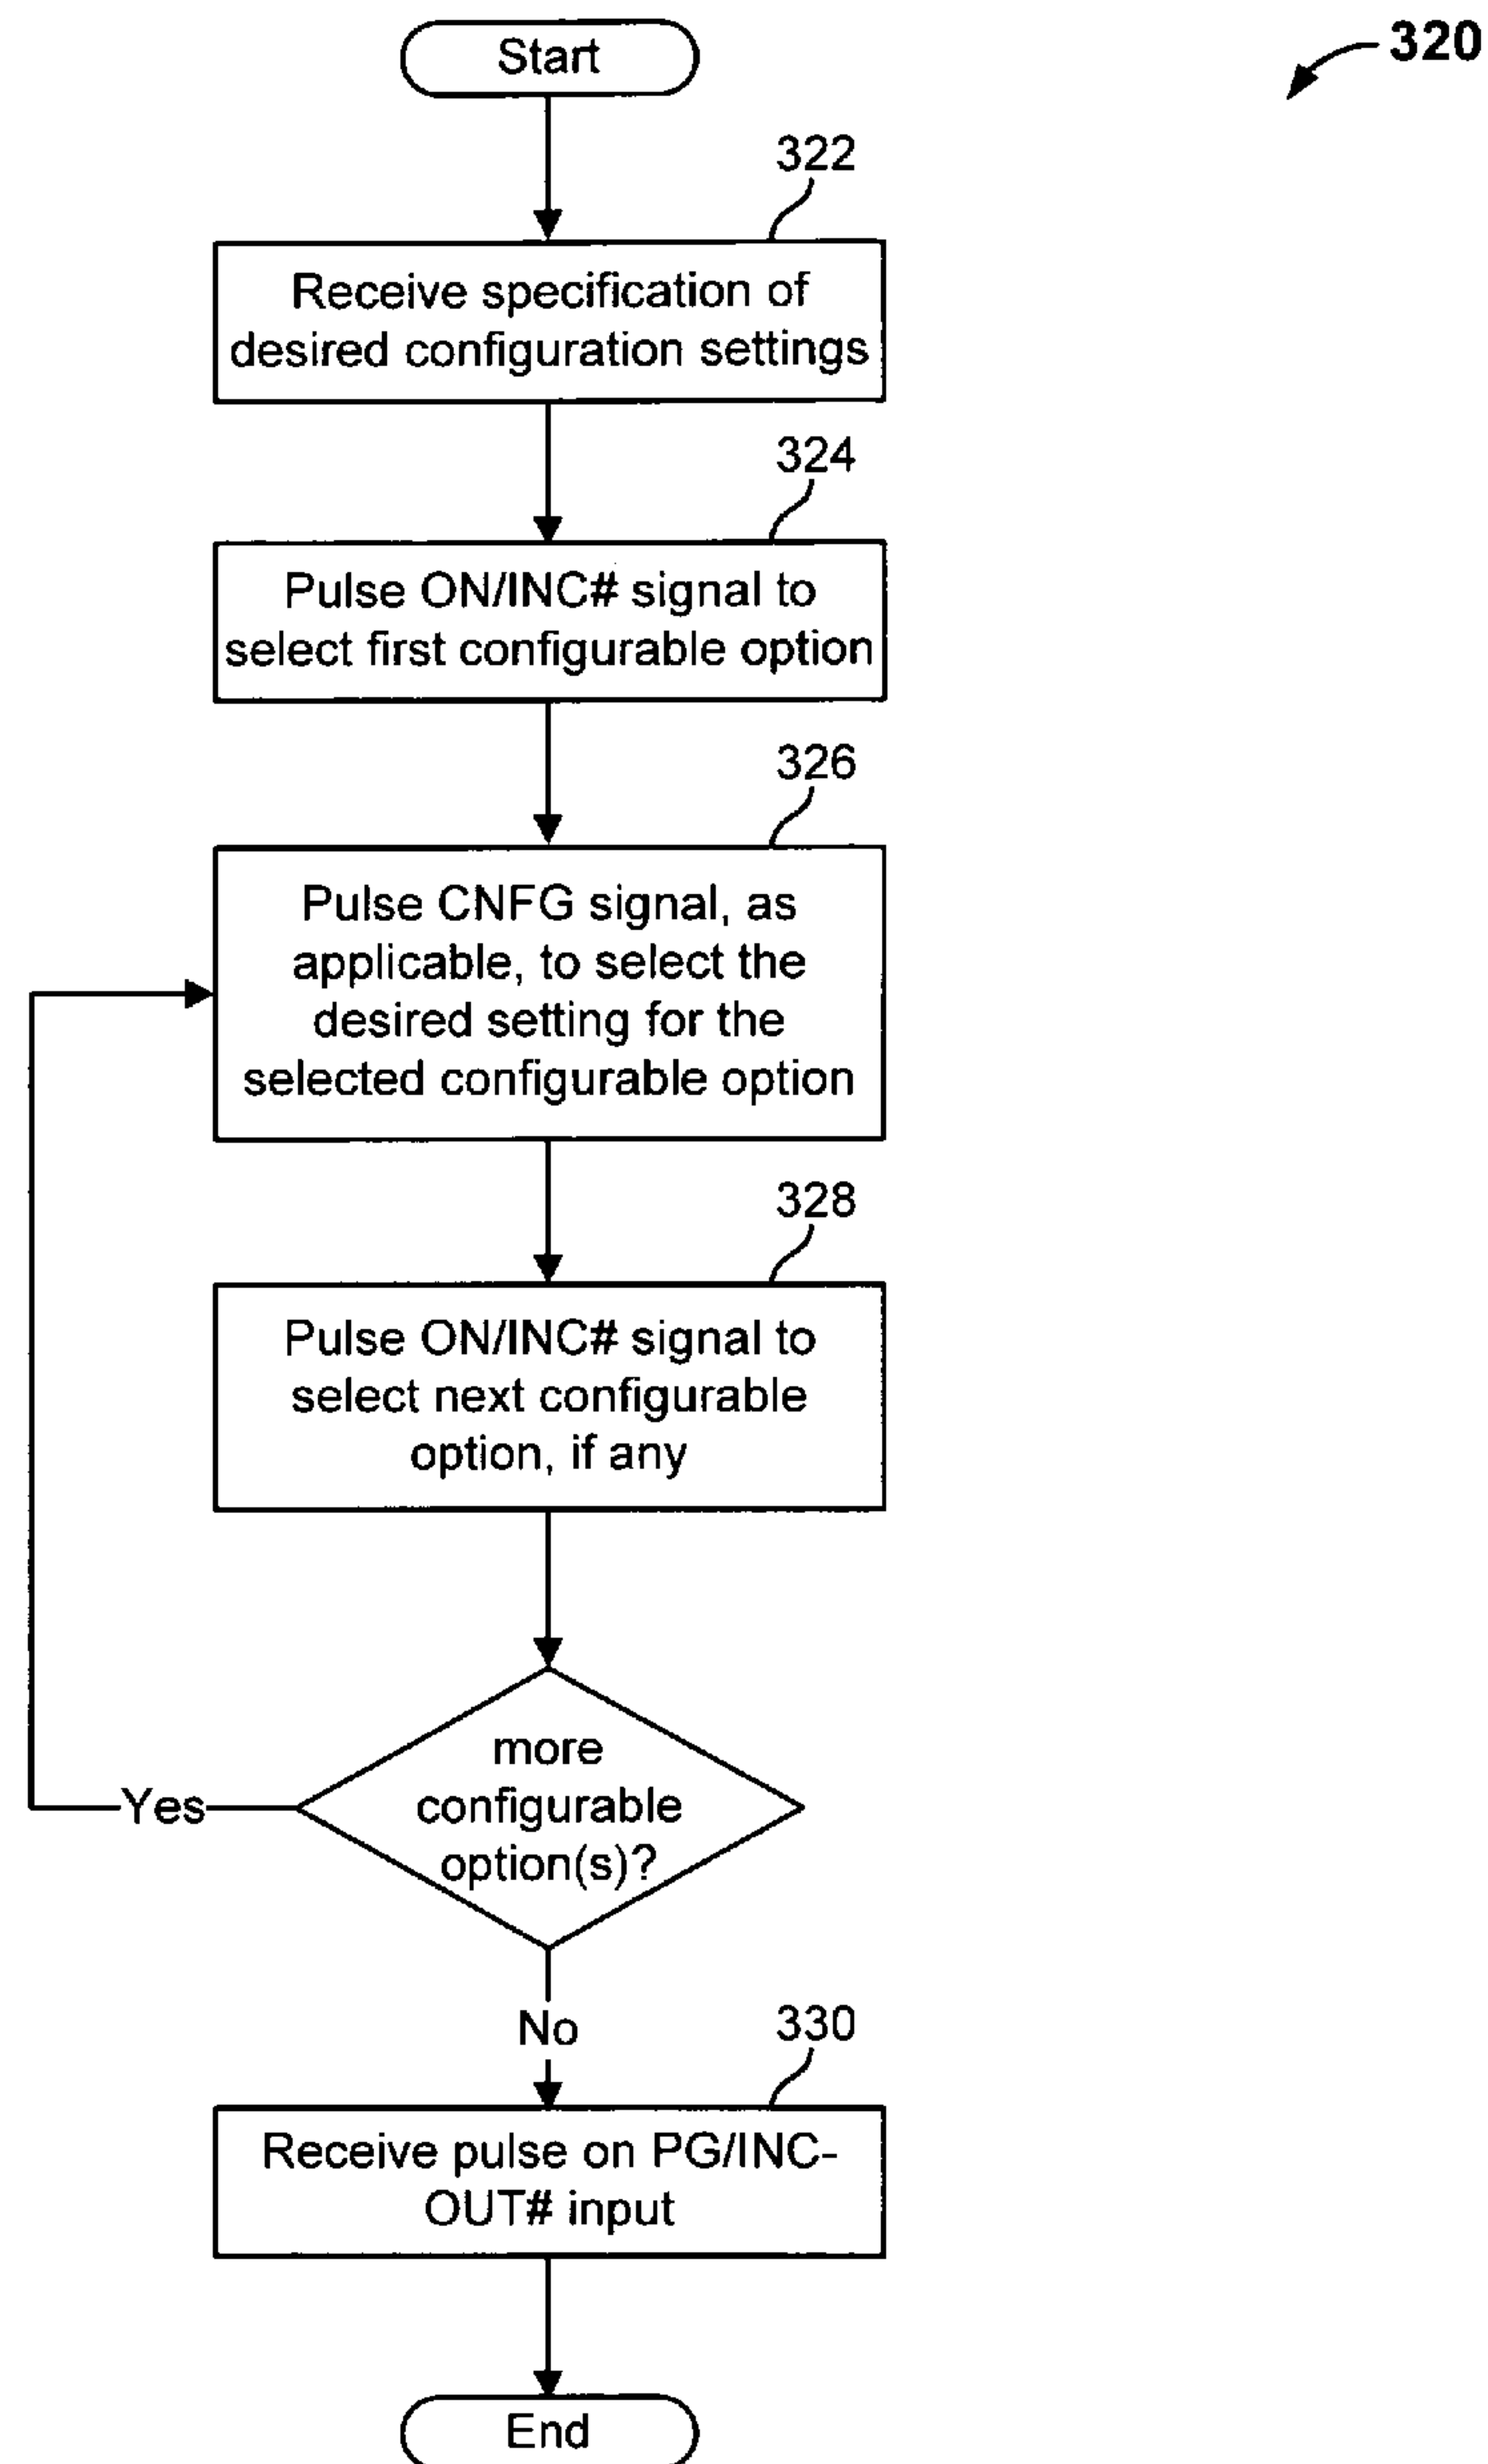 Start
320
322
Receive specification of
desired configuration settings
324
Pulse ON/INC# signal to
select first configurable option
326
Pulse CNFG signal, as
applicable, to select the
desired setting for the
selected configurable option
328
Pulse ON/INC# signal to
select next configurable
option, if any
more
configurable
option(s)?
Yes
No
330
Receive pulse on PG/INC-
OUT# input
End